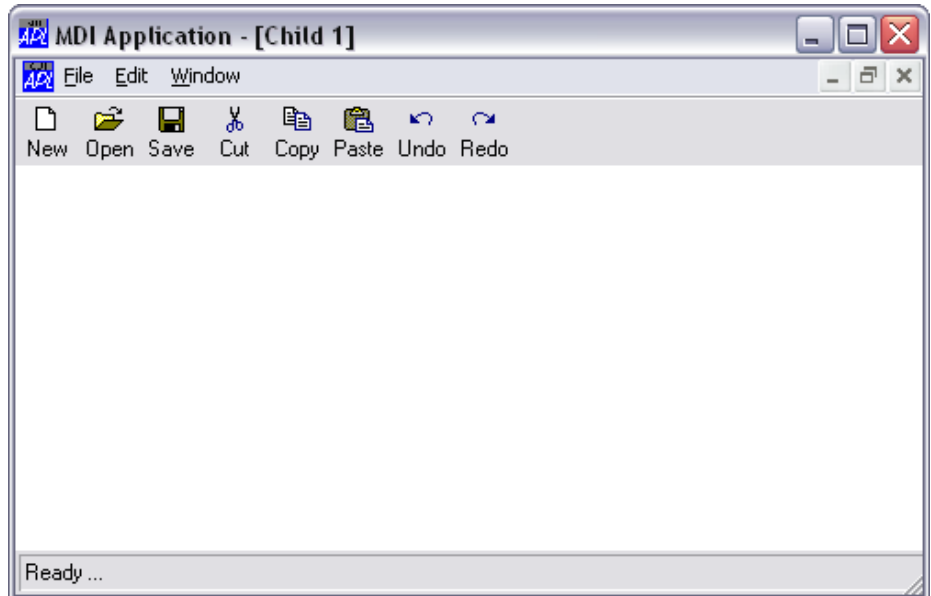 MDI Application - [Child 1]
File Edit Window
New Open Save Cut Copy Paste Undo Redo
Ready ...